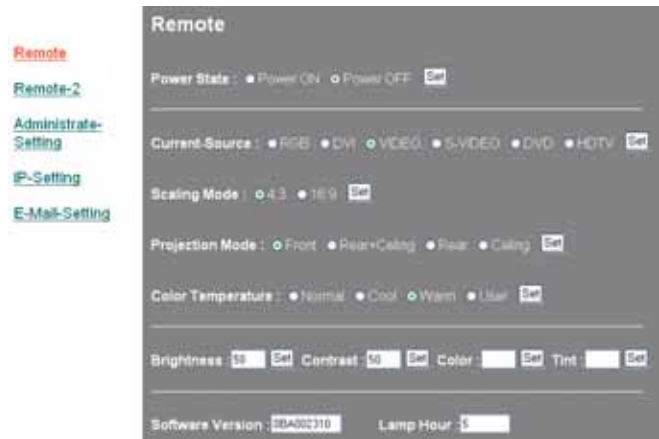 Remote
Remote-2
Administrate-
Setting
IP-Setting
E-Mail-Setting
Remote
Power State : Power ON Power OFF Set
Current-Source : RGB DVI VIDEO S-VIDEO DVD HDTV Set
Scaling Mode : 4:3 16:9 Set
Projection Mode : Front Rear+Ceiling Rear Ceiling Set
Color Temperature : Normal Cool Warm User Set
Brightness 50 Set Contrast 50 Set Color Set Tint Set
Software Version Lamp Hour 5